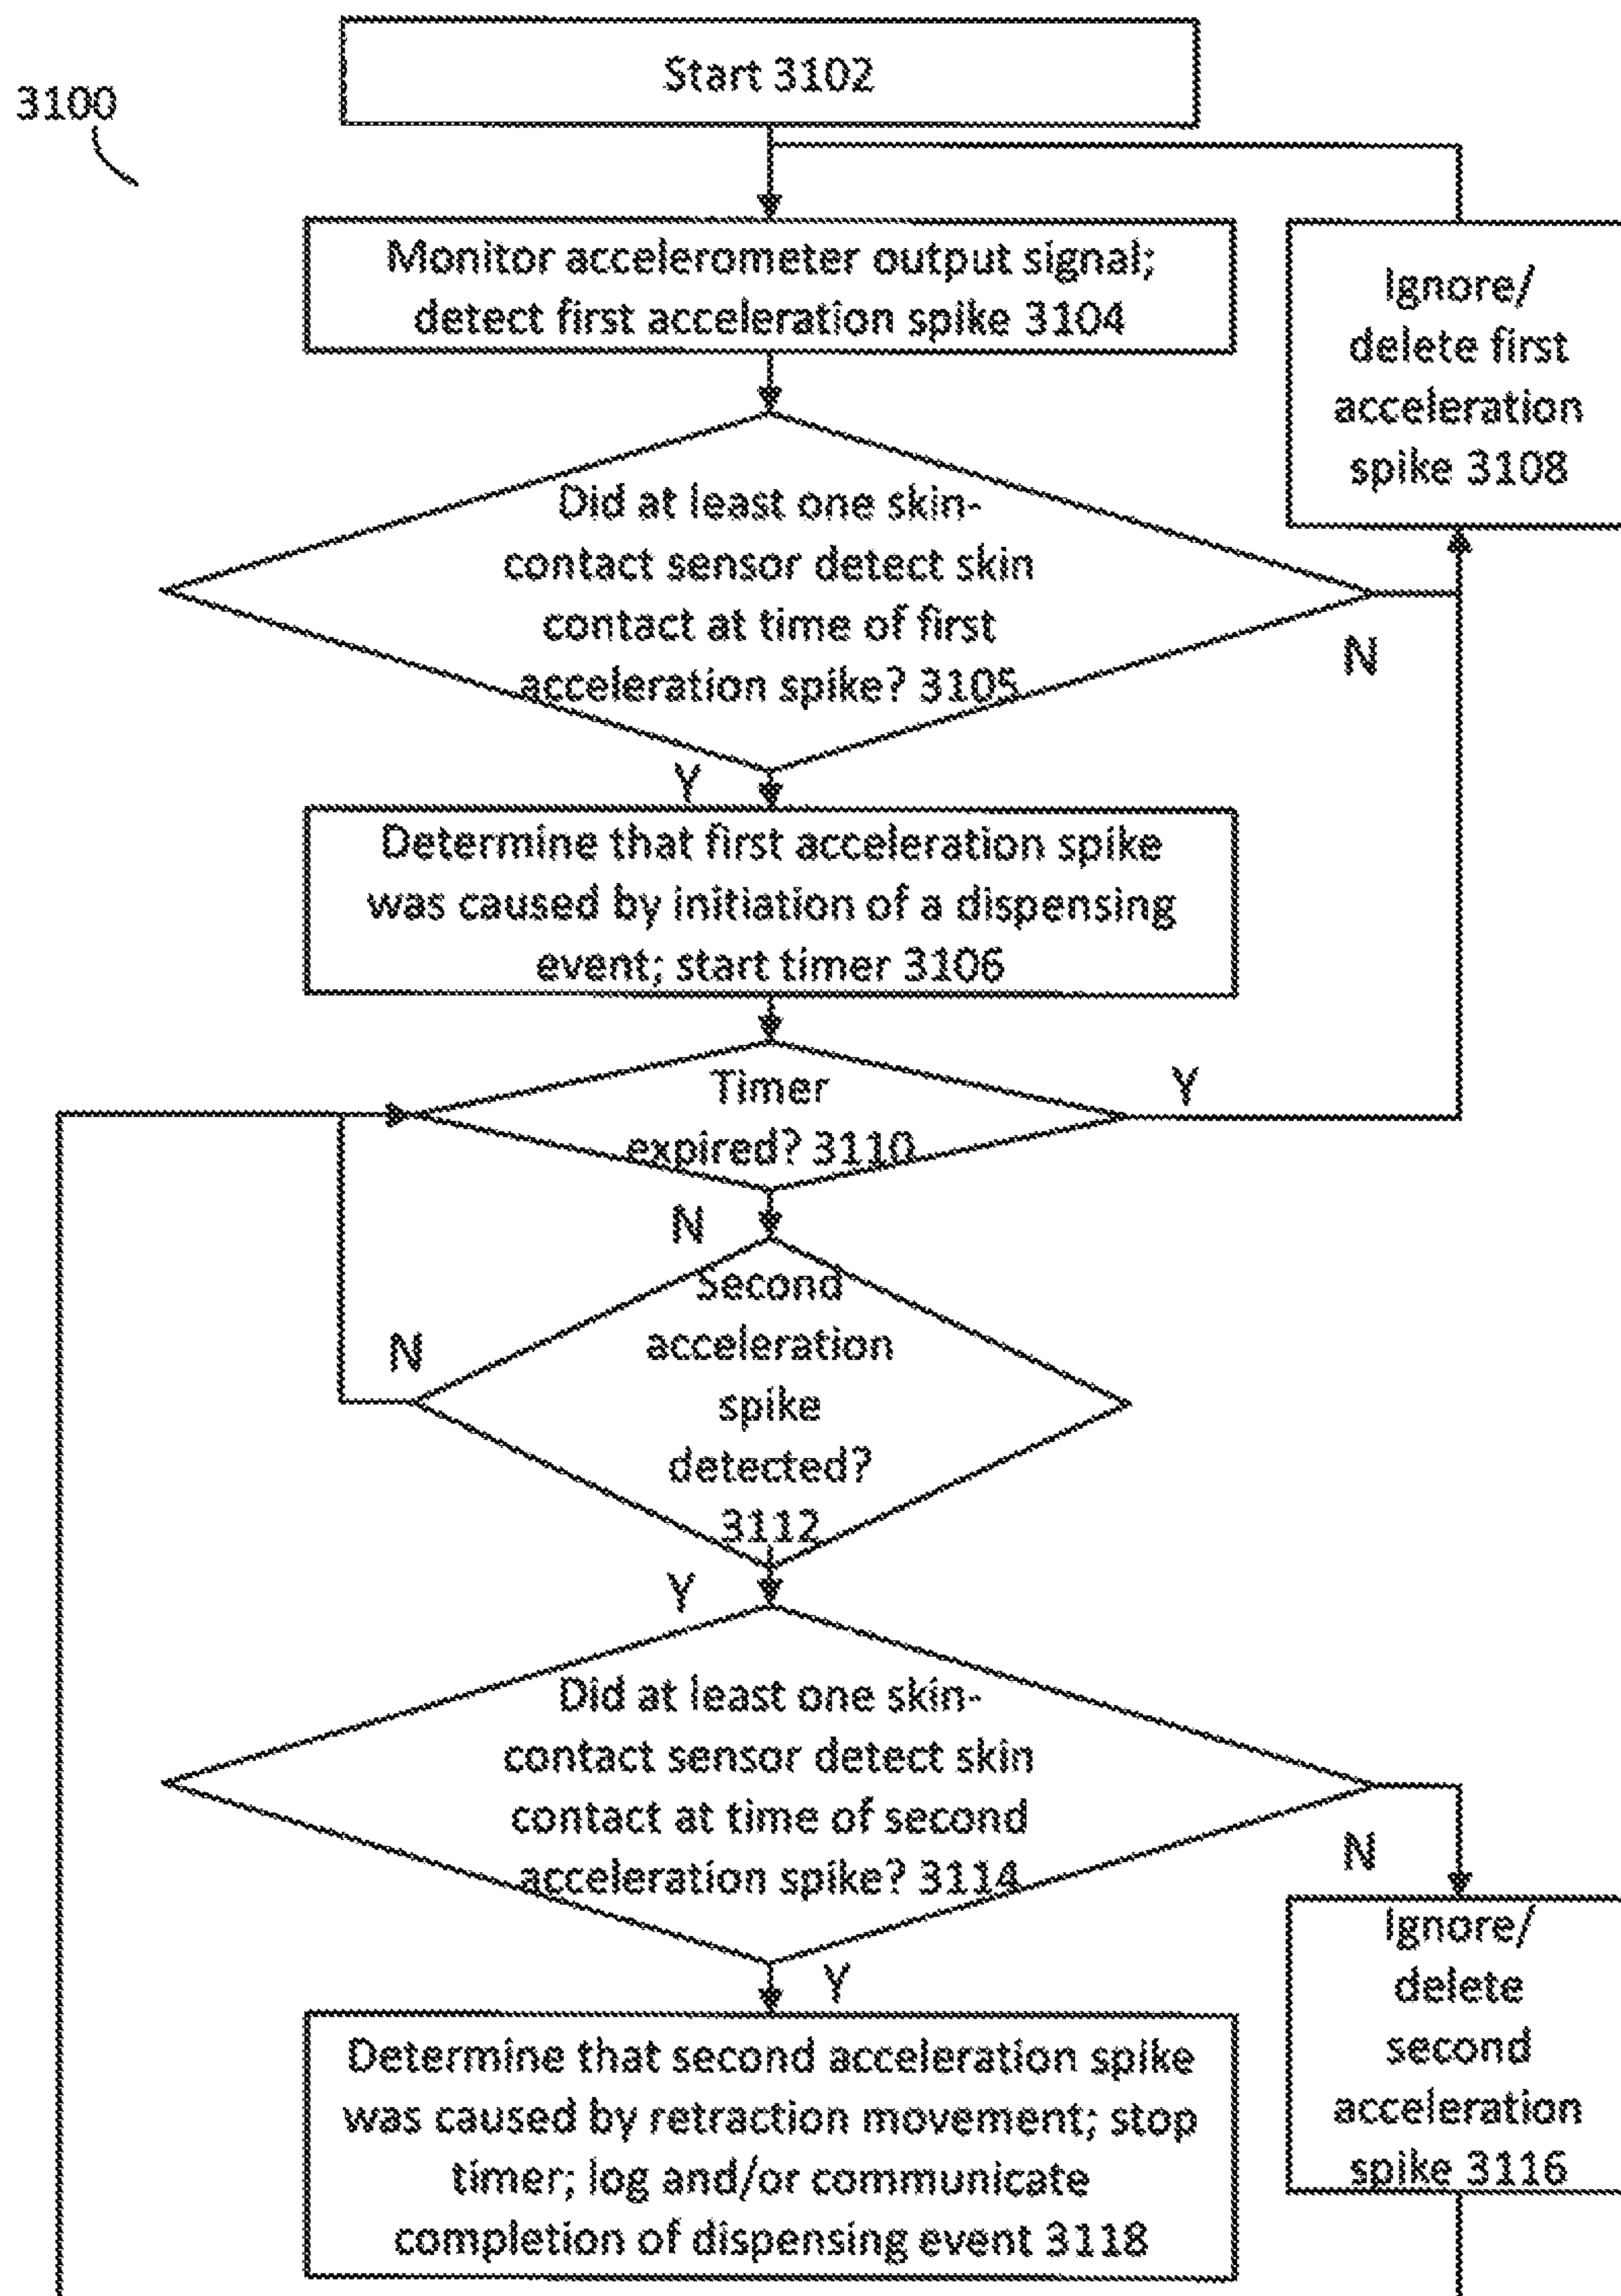 Start 3102
3100
Monitor accelerometer output signal;
detect first acceleration spike 3104
Ignore/
delete first
acceleration
spike 3108
Did at least one skin-
contact sensor detect skin
contact at time of first
acceleration spike? 3105
N
Y
Determine that first acceleration spike
was caused by initiation of a dispensing
event; start timer 3106
Timer
expired? 3110
Y
N
Second
acceleration
spike
detected?
3112
N
Y
Did at least one skin-
contact sensor detect skin
contact at time of second
acceleration spike? 3114
N
Y
Ignore/
delete
second
acceleration
spike 3116
Determine that second acceleration spike
was caused by retraction movement; stop
timer; log and/or communicate
completion of dispensing event 3118